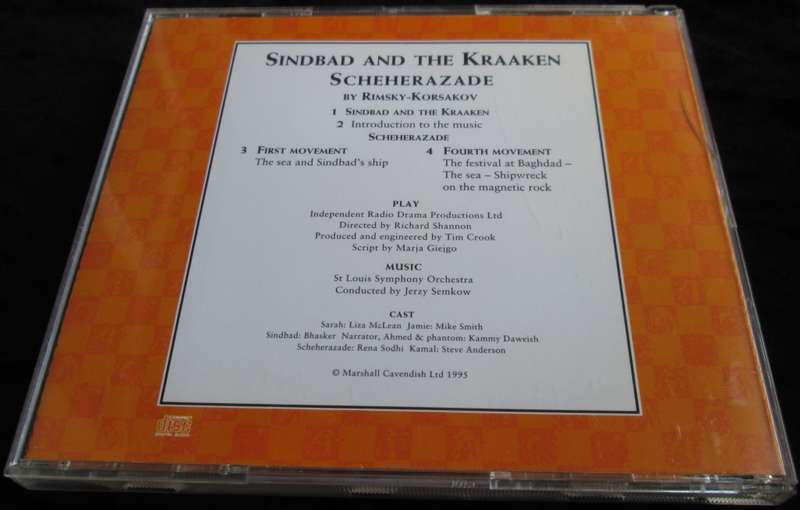 SINDBAD AND THE KRAAKEN
SCHEHERAZADE
BY RIMSKY-KORSAKOV
1 SINDBAD AND THE KRAAKEN
2 Introduction to the music
SCHEHERAZADE
3 FIRST MOVEMENT
The sea and Sindbad's ship
4 FOURTH MOVEMENT
The festival at Baghdad –
The sea – Shipwreck
on the magnetic rock
PLAY
Independent Radio Drama Productions Ltd
Directed by Richard Shannon
Produced and engineered by Tim Crook
Script by Marja Giejgo
MUSIC
St Louis Symphony Orchestra
Conducted by Jerzy Semkow
CAST
Sarah: Liza McLean Jamie: Mike Smith
Sindbad: Bhasker Narrator, Ahmed & phantom: Kammy Daweish
Scheherazade: Rena Sodhi Kamal: Steve Anderson
© Marshall Cavendish Ltd 1995
COMPACT
disc
DIGITAL AUDIO